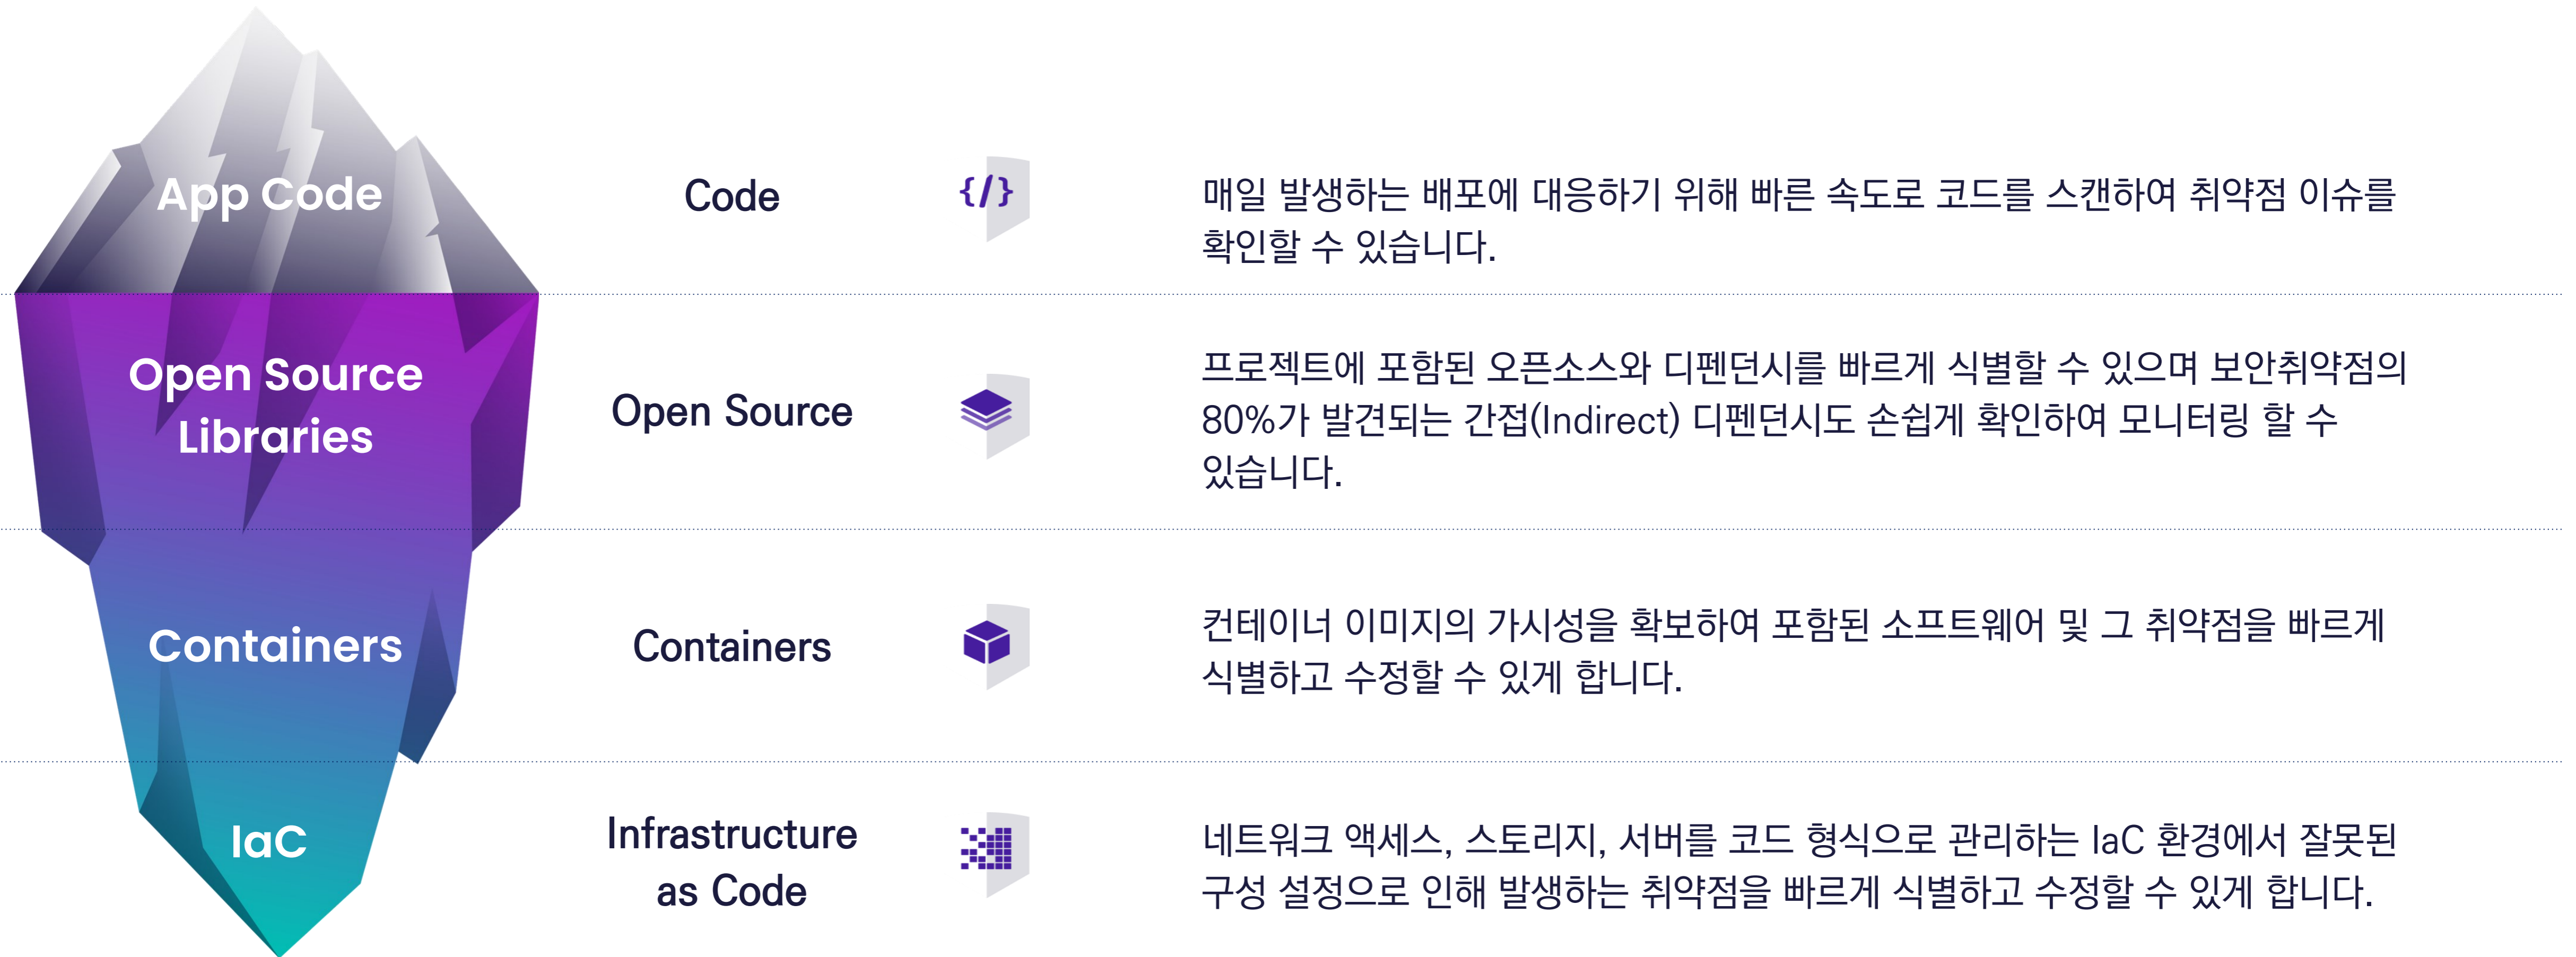 App Code
Code
{/}
매일 발생하는 배포에 대응하기 위해 빠른 속도로 코드를 스캔하여 취약점 이슈를
확인할 수 있습니다.
Open Source
Libraries
Open Source
프로젝트에 포함된 오픈소스와 디펜던시를 빠르게 식별할 수 있으며 보안취약점의
80%가 발견되는 간접(Indirect) 디펜던시도 손쉽게 확인하여 모니터링 할 수
있습니다.
Containers
Containers
컨테이너 이미지의 가시성을 확보하여 포함된 소프트웨어 및 그 취약점을 빠르게
식별하고 수정할 수 있게 합니다.
IaC
Infrastructure
as Code
네트워크 액세스, 스토리지, 서버를 코드 형식으로 관리하는 IaC 환경에서 잘못된
구성 설정으로 인해 발생하는 취약점을 빠르게 식별하고 수정할 수 있게 합니다.